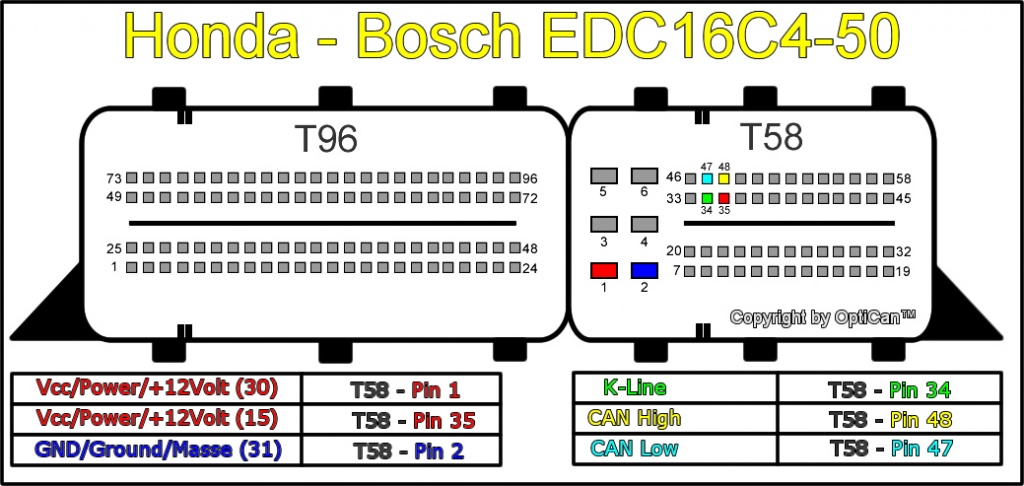 Honda - Bosch EDC16C4-50
T96
T58
73 96
49 72
25 48
1 24
5 6
3 4
1 2
47 48
46 58
33 45
34 35
20 32
7 19
Copyright by OptiCan™
Vcc/Power/+12Volt (30) T58 - Pin 1
Vcc/Power/+12Volt (15) T58 - Pin 35
GND/Ground/Masse (31) T58 - Pin 2
K-Line T58 - Pin 34
CAN High T58 - Pin 48
CAN Low T58 - Pin 47